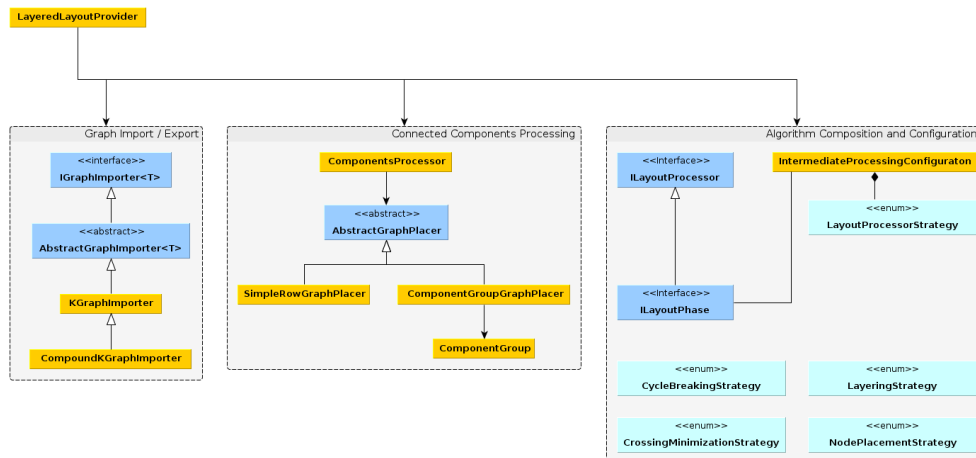 LayeredLayoutProvider
Graph Import / Export
<<interface>>
IGraphImporter<T>
<<abstract>>
AbstractGraphImporter<T>
KGraphImporter
CompoundKGraphImporter
Connected Components Processing
ComponentsProcessor
<<abstract>>
AbstractGraphPlacer
SimpleRowGraphPlacer
ComponentGroupGraphPlacer
ComponentGroup
Algorithm Composition and Configuration
<<Interface>>
ILayoutProcessor
IntermediateProcessingConfiguraton
<<enum>>
LayoutProcessorStrategy
<<Interface>>
ILayoutPhase
<<enum>>
CycleBreakingStrategy
<<enum>>
LayeringStrategy
<<enum>>
CrossingMinimizationStrategy
<<enum>>
NodePlacementStrategy